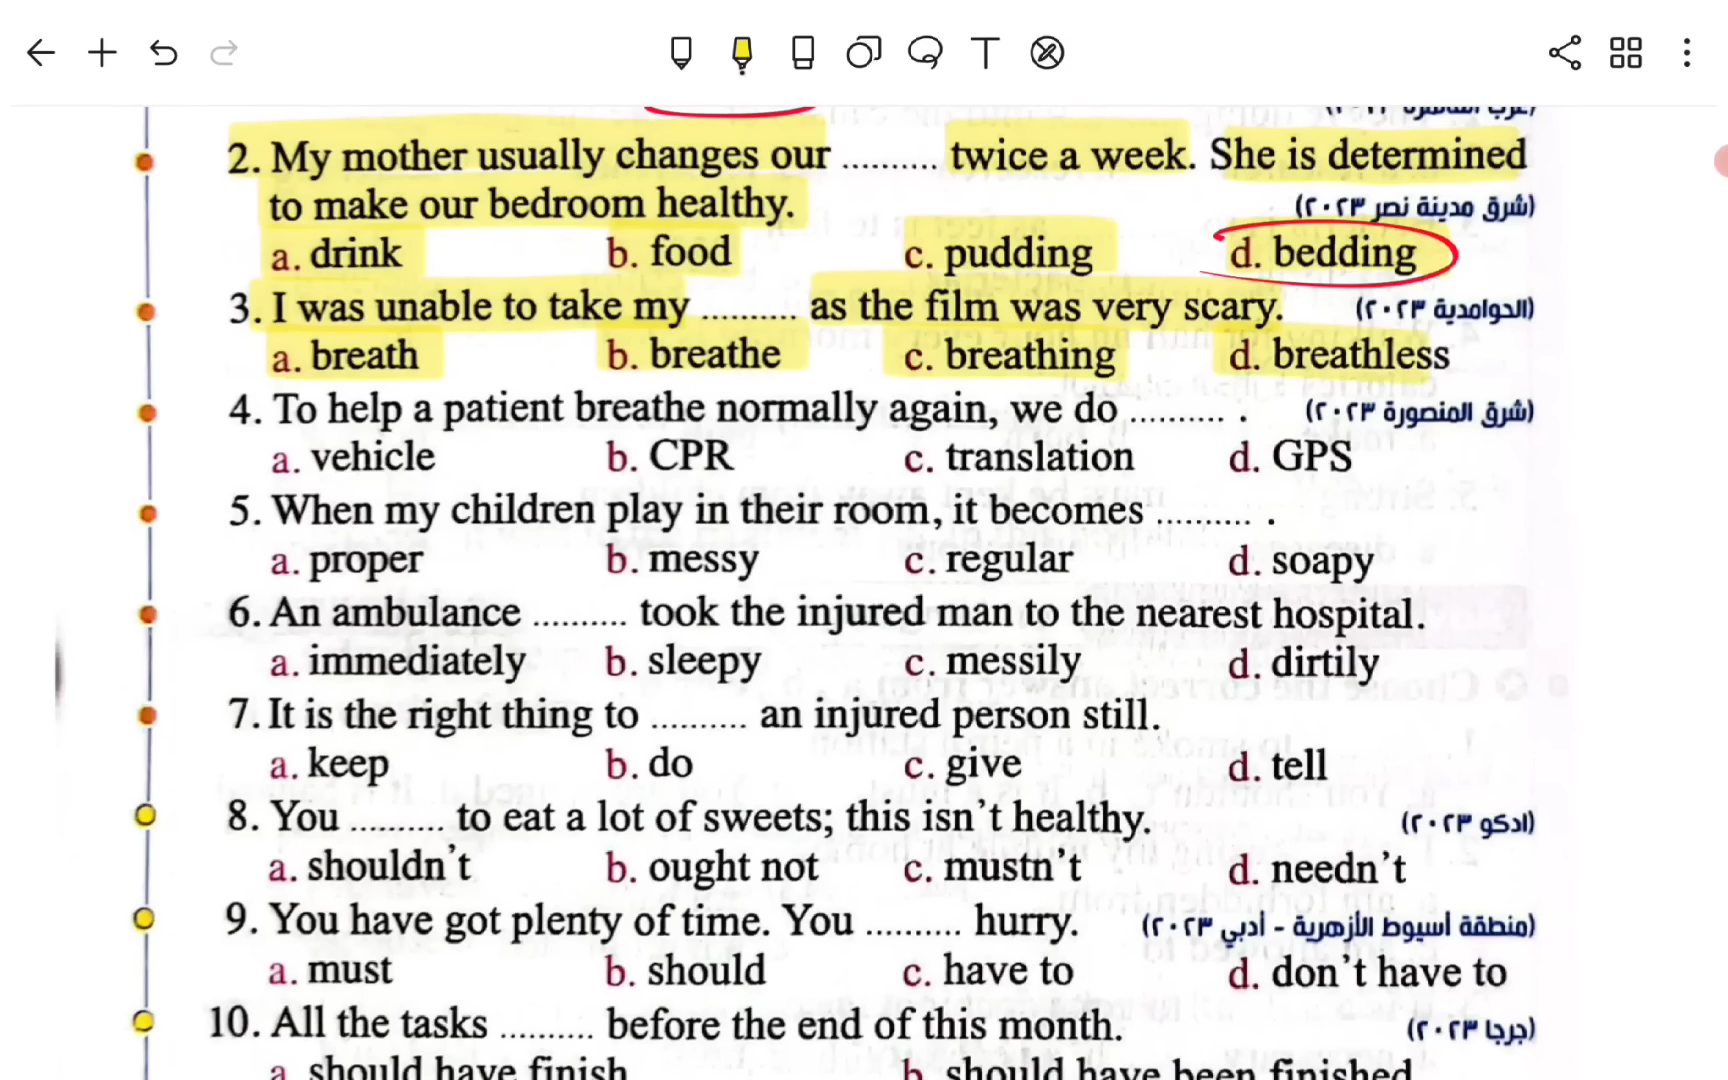 2. My mother usually changes our .......... twice a week. She is determined
to make our bedroom healthy. (شرق مدينة نصر ٢٠٢٣)
a. drink b. food c. pudding d. bedding
3. I was unable to take my .......... as the film was very scary. (الحوامدية ٢٠٢٣)
a. breath b. breathe c. breathing d. breathless
4. To help a patient breathe normally again, we do .......... . (شرق المنصورة ٢٠٢٣)
a. vehicle b. CPR c. translation d. GPS
5. When my children play in their room, it becomes .......... .
a. proper b. messy c. regular d. soapy
6. An ambulance .......... took the injured man to the nearest hospital.
a. immediately b. sleepy c. messily d. dirtily
7. It is the right thing to .......... an injured person still.
a. keep b. do c. give d. tell
8. You .......... to eat a lot of sweets; this isn't healthy. (ادكو ٢٠٢٣)
a. shouldn't b. ought not c. mustn't d. needn't
9. You have got plenty of time. You .......... hurry. (منطقة أسيوط الأزهرية - أدبي ٢٠٢٣)
a. must b. should c. have to d. don't have to
10. All the tasks .......... before the end of this month. (جرجا ٢٠٢٣)
a. should have finish b. should have been finished